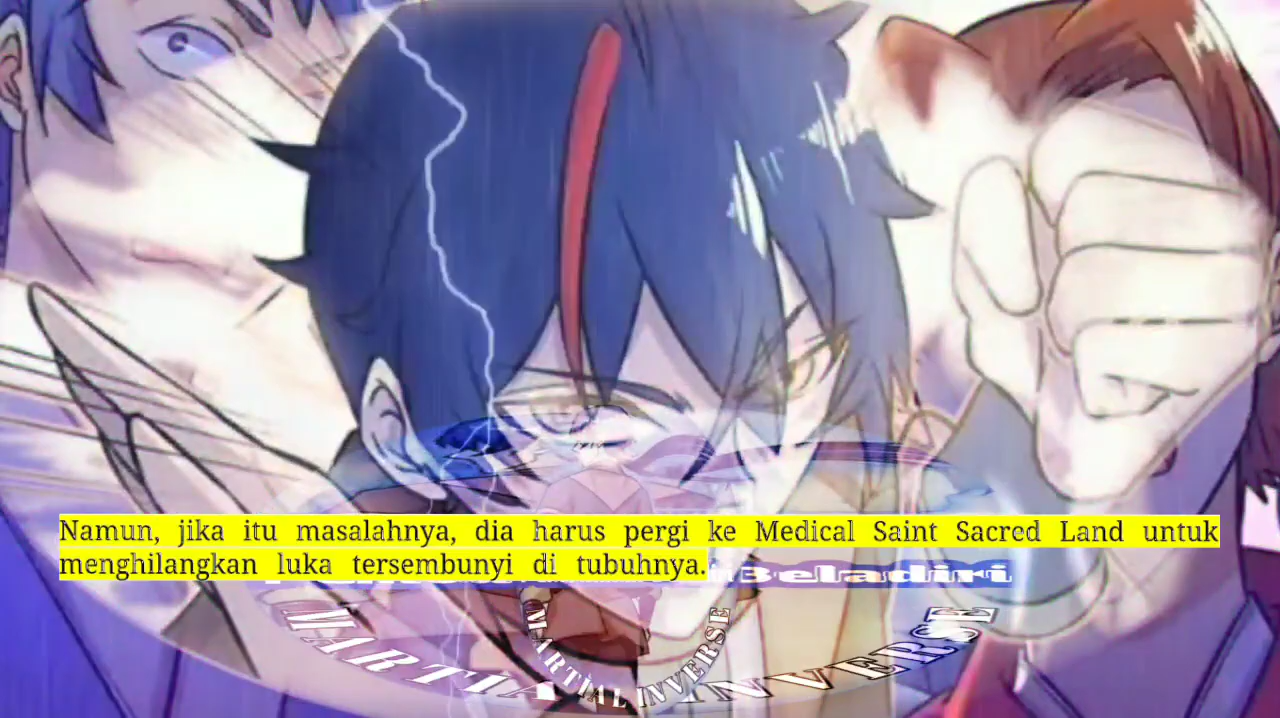 Namun, jika itu masalahnya, dia harus pergi ke Medical Saint Sacred Land untuk
menghilangkan luka tersembunyi di tubuhnya.
Beladiri
MARTIAL INVERSE
MARTIAL INVERSE